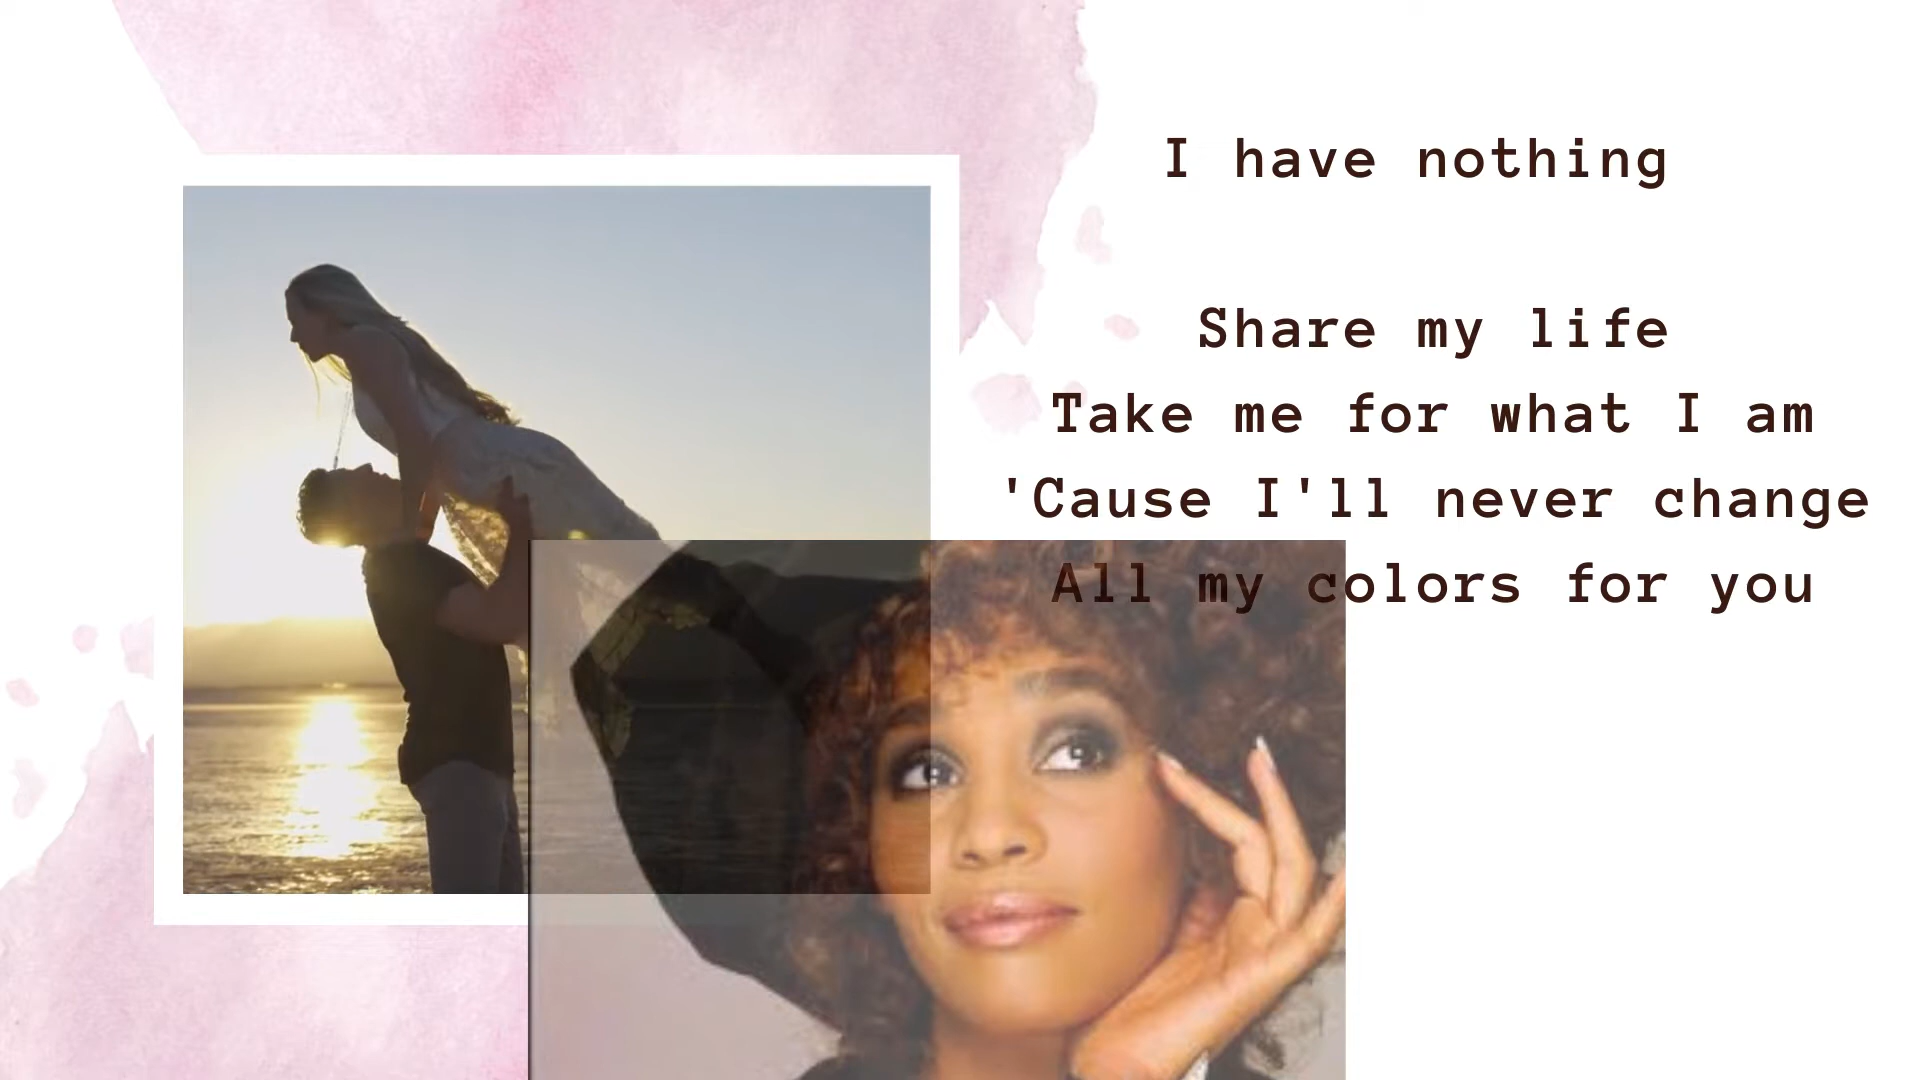 I have nothing
Share my life
Take me for what I am
'Cause I'll never change
All my colors for you